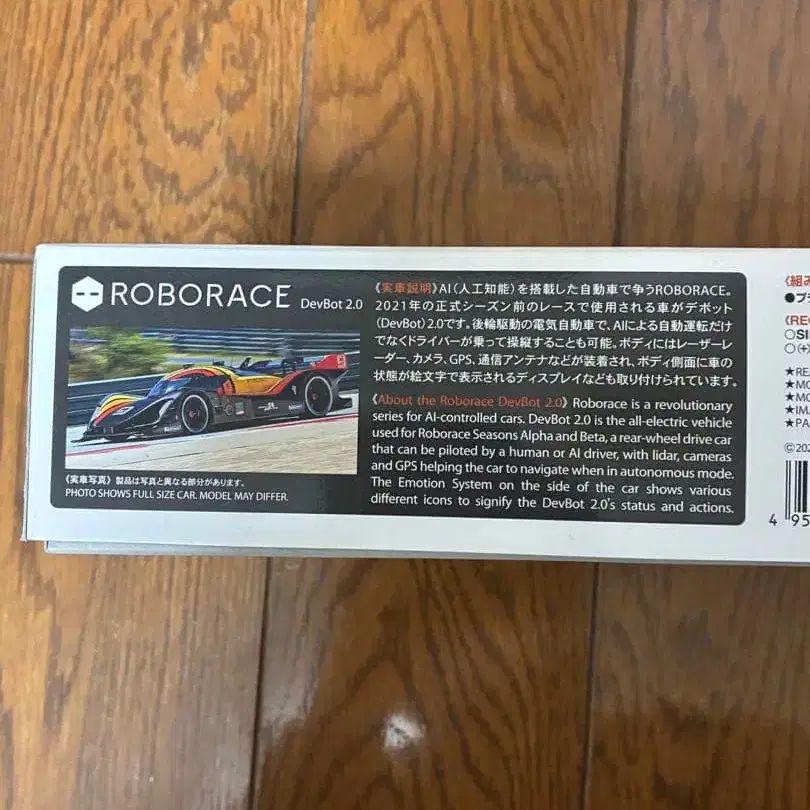 ROBORACE DevBot 2.0
《実車写真》製品は写真と異なる部分があります。
PHOTO SHOWS FULL SIZE CAR. MODEL MAY DIFFER.
《実車説明》AI(人工知能)を搭載した自動車で争うROBORACE。
2021年の正式シーズン前のレースで使用される車がデボット
(DevBot)2.0です。後輪駆動の電気自動車で、AIによる自動運転だけ
でなくドライバーが乗って操縦することも可能。ボディにはレーザーレ
ーダー、カメラ、GPS、通信アンテナなどが装着され、ボディ側面に車の
状態が絵文字で表示されるディスプレイなども取り付けられています。
《About the Roborace DevBot 2.0》 Roborace is a revolutionary
series for AI-controlled cars. DevBot 2.0 is the all-electric vehicle
used for Roborace Seasons Alpha and Beta, a rear-wheel drive car
that can be piloted by a human or AI driver, with lidar, cameras
and GPS helping the car to navigate when in autonomous mode.
The Emotion System on the side of the car shows various
different icons to signify the DevBot 2.0's status and actions.
《組み
●プ
《REC
○SI
○(+)
★REA
★M
★MO
★IMA
★PA
©202
4 95